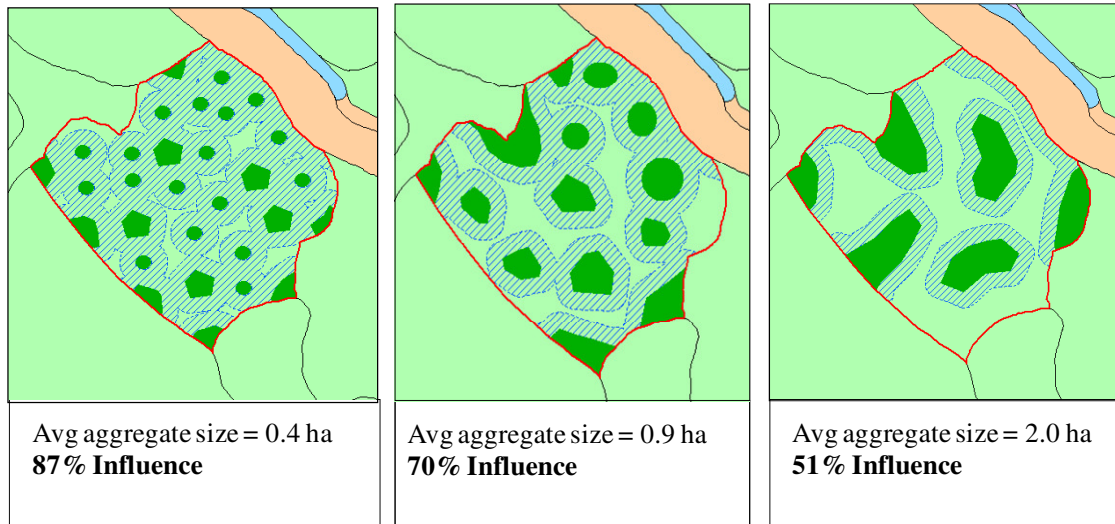 Avg aggregate size = 0.4 ha
87% Influence
Avg aggregate size = 0.9 ha
70% Influence
Avg aggregate size = 2.0 ha
51% Influence